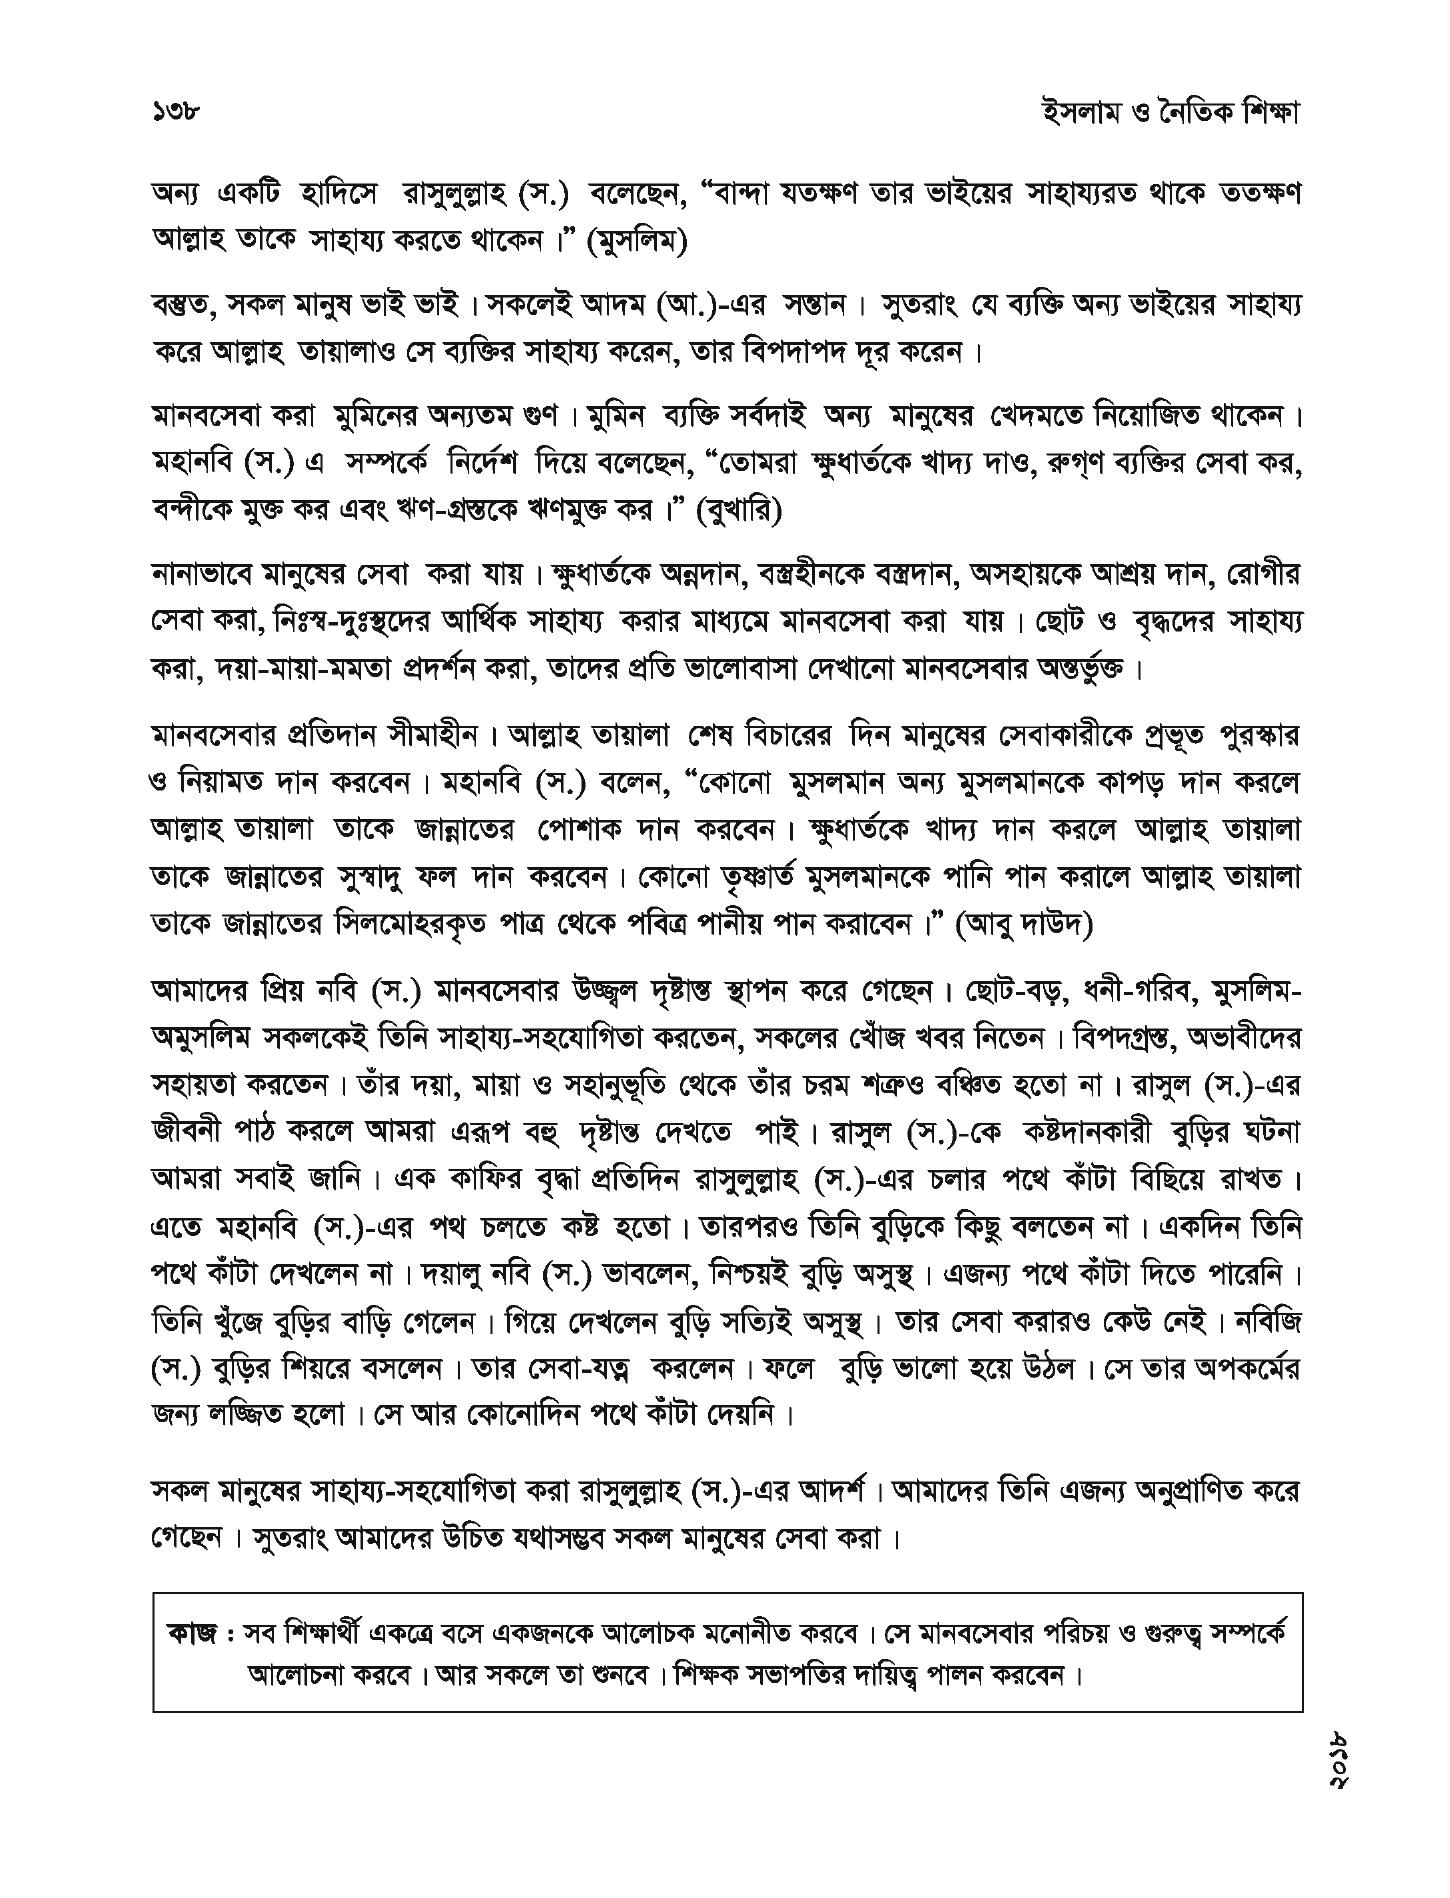 ১৩৮
ইসলাম ও নৈতিক শিক্ষা
অন্য একটি হাদিসে রাসুলুল্লাহ (স.) বলেছেন, “বান্দা যতক্ষণ তার ভাইয়ের সাহায্যরত থাকে ততক্ষণ
আল্লাহ তাকে সাহায্য করতে থাকেন।” (মুসলিম)
বস্তুত, সকল মানুষ ভাই ভাই। সকলেই আদম (আ.)-এর সন্তান। সুতরাং যে ব্যক্তি অন্য ভাইয়ের সাহায্য
করে আল্লাহ তায়ালাও সে ব্যক্তির সাহায্য করেন, তার বিপদাপদ দূর করেন।
মানবসেবা করা মুমিনের অন্যতম গুণ। মুমিন ব্যক্তি সর্বদাই অন্য মানুষের খেদমতে নিয়োজিত থাকেন।
মহানবি (স.) এ সম্পর্কে নির্দেশ দিয়ে বলেছেন, “তোমরা ক্ষুধার্তকে খাদ্য দাও, রুগ্‌ণ ব্যক্তির সেবা কর,
বন্দীকে মুক্ত কর এবং ঋণ-গ্রস্তকে ঋণমুক্ত কর।” (বুখারি)
নানাভাবে মানুষের সেবা করা যায়। ক্ষুধার্তকে অন্নদান, বস্ত্রহীনকে বস্ত্রদান, অসহায়কে আশ্রয় দান, রোগীর
সেবা করা, নিঃস্ব-দুঃস্থদের আর্থিক সাহায্য করার মাধ্যমে মানবসেবা করা যায়। ছোট ও বৃদ্ধদের সাহায্য
করা, দয়া-মায়া-মমতা প্রদর্শন করা, তাদের প্রতি ভালোবাসা দেখানো মানবসেবার অন্তর্ভুক্ত।
মানবসেবার প্রতিদান সীমাহীন। আল্লাহ তায়ালা শেষ বিচারের দিন মানুষের সেবাকারীকে প্রভূত পুরস্কার
ও নিয়ামত দান করবেন। মহানবি (স.) বলেন, “কোনো মুসলমান অন্য মুসলমানকে কাপড় দান করলে
আল্লাহ তায়ালা তাকে জান্নাতের পোশাক দান করবেন। ক্ষুধার্তকে খাদ্য দান করলে আল্লাহ তায়ালা
তাকে জান্নাতের সুস্বাদু ফল দান করবেন। কোনো তৃষ্ণার্ত মুসলমানকে পানি পান করালে আল্লাহ তায়ালা
তাকে জান্নাতের সিলমোহরকৃত পাত্র থেকে পবিত্র পানীয় পান করাবেন।” (আবু দাউদ)
আমাদের প্রিয় নবি (স.) মানবসেবার উজ্জ্বল দৃষ্টান্ত স্থাপন করে গেছেন। ছোট-বড়, ধনী-গরিব, মুসলিম-
অমুসলিম সকলকেই তিনি সাহায্য-সহযোগিতা করতেন, সকলের খোঁজ খবর নিতেন। বিপদগ্রস্ত, অভাবীদের
সহায়তা করতেন। তাঁর দয়া, মায়া ও সহানুভূতি থেকে তাঁর চরম শত্রুও বঞ্চিত হতো না। রাসুল (স.)-এর
জীবনী পাঠ করলে আমরা এরূপ বহু দৃষ্টান্ত দেখতে পাই। রাসুল (স.)-কে কষ্টদানকারী বুড়ির ঘটনা
আমরা সবাই জানি। এক কাফির বৃদ্ধা প্রতিদিন রাসুলুল্লাহ (স.)-এর চলার পথে কাঁটা বিছিয়ে রাখত।
এতে মহানবি (স.)-এর পথ চলতে কষ্ট হতো। তারপরও তিনি বুড়িকে কিছু বলতেন না। একদিন তিনি
পথে কাঁটা দেখলেন না। দয়ালু নবি (স.) ভাবলেন, নিশ্চয়ই বুড়ি অসুস্থ। এজন্য পথে কাঁটা দিতে পারেনি।
তিনি খুঁজে বুড়ির বাড়ি গেলেন। গিয়ে দেখলেন বুড়ি সত্যিই অসুস্থ। তার সেবা করারও কেউ নেই। নবিজি
(স.) বুড়ির শিয়রে বসলেন। তার সেবা-যত্ন করলেন। ফলে বুড়ি ভালো হয়ে উঠল। সে তার অপকর্মের
জন্য লজ্জিত হলো। সে আর কোনোদিন পথে কাঁটা দেয়নি।
সকল মানুষের সাহায্য-সহযোগিতা করা রাসুলুল্লাহ (স.)-এর আদর্শ। আমাদের তিনি এজন্য অনুপ্রাণিত করে
গেছেন। সুতরাং আমাদের উচিত যথাসম্ভব সকল মানুষের সেবা করা।
কাজ : সব শিক্ষার্থী একত্রে বসে একজনকে আলোচক মনোনীত করবে। সে মানবসেবার পরিচয় ও গুরুত্ব সম্পর্কে
আলোচনা করবে। আর সকলে তা শুনবে। শিক্ষক সভাপতির দায়িত্ব পালন করবেন।
২০১৮